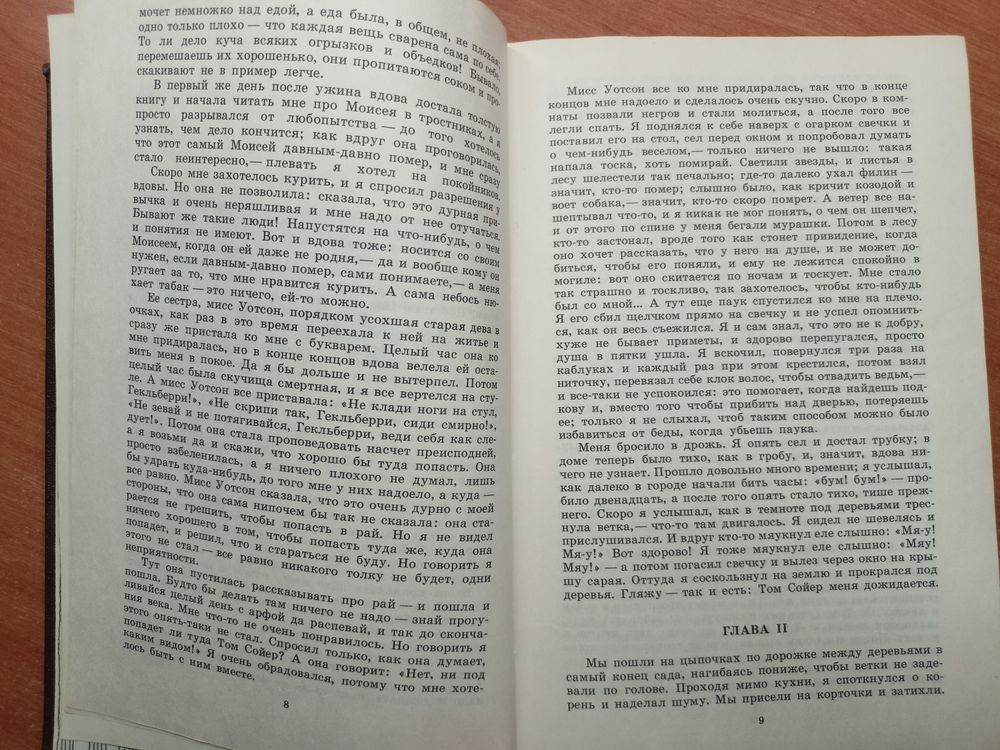 мочет немножко над едой, а еда была, в общем, не плохая;
одно только плохо — что каждая вещь сварена сама по себе.
То ли дело куча всяких огрызков и объедков! Бывало,
перемешаешь их хорошенько, они пропитаются соком и про-
скакивают не в пример легче.
В первый же день после ужина вдова достала толстую
книгу и начала читать мне про Моисея в тростниках, а я
просто разрывался от любопытства — до того хотелось
узнать, чем дело кончится; как вдруг она проговорилась,
что этот самый Моисей давным-давно помер, и мне сразу
стало неинтересно,— плевать я хотел на покойников.
Скоро мне захотелось курить, и я спросил разрешения у
вдовы. Но она не позволила: сказала, что это дурная при-
вычка и очень неряшливая и мне надо от нее отучаться.
Бывают же такие люди! Напустятся на что-нибудь, о чем
и понятия не имеют. Вот и вдова тоже: носится со своим
Моисеем, когда он ей даже не родня,— да и вообще кому он
нужен, если давным-давно помер, сами понимаете,— а меня
ругает за то, что мне нравится курить. А сама небось ню-
хает табак — это ничего, ей-то можно.
Ее сестра, мисс Уотсон, порядком усохшая старая дева в
очках, как раз в это время переехала к ней на житье и
сразу же пристала ко мне с букварем. Целый час она ко
мне придиралась, но в конце концов вдова велела ей оста-
вить меня в покое. Да я бы дольше и не вытерпел. Потом
целый час была скучища смертная, и я все вертелся на сту-
ле. А мисс Уотсон все приставала: «Не клади ноги на стул,
Гекльберри!», «Не скрипи так, Гекльберри, сиди смирно!»,
«Не зевай и не потягивайся, Гекльберри, веди себя как сле-
дует!». Потом она стала проповедовать насчет преисподней,
а я возьми да и скажи, что хорошо бы туда попасть. Она
просто взбеленилась, а я ничего плохого не думал, лишь
бы удрать куда-нибудь, до того мне у них надоело, а куда —
все равно. Мисс Уотсон сказала, что это очень дурно с моей
стороны, что она сама нипочем бы так не сказала: она ста-
рается не грешить, чтобы попасть в рай. Но я не видел
ничего хорошего в том, чтобы попасть туда же, куда она
попадет, и решил, что и стараться не буду. Но говорить я
этого не стал — все равно никакого толку не будет, одни
неприятности.
Тут она пустилась рассказывать про рай — и пошла и
пошла. Будто бы делать там ничего не надо — знай прогу-
ливайся целый день с арфой да распевай, и так до сконча-
ния века. Мне что-то не очень понравилось. Но говорить я
этого опять-таки не стал. Спросил только, как она думает,
попадет ли туда Том Сойер? А она говорит: «Нет, ни под
каким видом!» Я очень обрадовался, потому что мне хоте-
лось быть с ним вместе.
8
Мисс Уотсон все ко мне придиралась, так что в конце
концов мне надоело и сделалось очень скучно. Скоро в ком-
наты позвали негров и стали молиться, а после того все
легли спать. Я поднялся к себе наверх с огарком свечки и
поставил его на стол, сел перед окном и попробовал думать
о чем-нибудь веселом,— только ничего не вышло: такая
напала тоска, хоть помирай. Светили звезды, и листья в
лесу шелестели так печально; где-то далеко ухал филин —
значит, кто-то помер; слышно было, как кричит козодой и
воет собака,— значит, кто-то скоро помрет. А ветер все на-
шептывал что-то, и я никак не мог понять, о чем он шепчет,
и от этого по спине у меня бегали мурашки. Потом в лесу
кто-то застонал, вроде того как стонет привидение, когда
оно хочет рассказать, что у него на душе, и не может до-
биться, чтобы его поняли, и ему не лежится спокойно в
могиле: вот оно скитается по ночам и тоскует. Мне стало
так страшно и тоскливо, так захотелось, чтобы кто-нибудь
был со мной... А тут еще паук спустился ко мне на плечо.
Я его сбил щелчком прямо на свечку и не успел опомнить-
ся, как он весь съежился. Я и сам знал, что это не к добру,
хуже не бывает приметы, и здорово перепугался, просто
душа в пятки ушла. Я вскочил, повернулся три раза на
каблуках и каждый раз при этом крестился, потом взял
ниточку, перевязал себе клок волос, чтобы отвадить ведьм,—
и все-таки не успокоился: это помогает, когда найдешь под-
кову и, вместо того чтобы прибить над дверью, потеряешь
ее; только я не слыхал, чтоб таким способом можно было
избавиться от беды, когда убьешь паука.
Меня бросило в дрожь. Я опять сел и достал трубку; в
доме теперь было тихо, как в гробу, и, значит, вдова ни-
чего не узнает. Прошло довольно много времени; я услышал,
как далеко в городе начали бить часы: «бум! бум!» — про-
било двенадцать, а после того опять стало тихо, тише преж-
него. Скоро я услышал, как в темноте под деревьями трес-
нула ветка,— что-то там двигалось. Я сидел не шевелясь и
прислушивался. И вдруг кто-то мяукнул еле слышно: «Мя-у!
Мя-у!» Вот здорово! Я тоже мяукнул еле слышно: «Мяу!
Мяу!» — а потом погасил свечку и вылез через окно на кры-
шу сарая. Оттуда я соскользнул на землю и прокрался под
деревья. Гляжу — так и есть: Том Сойер меня дожидается.
ГЛАВА II
Мы пошли на цыпочках по дорожке между деревьями в
самый конец сада, нагибаясь пониже, чтобы ветки не заде-
вали по голове. Проходя мимо кухни, я споткнулся о ко-
рень и наделал шуму. Мы присели на корточки и затихли.
9